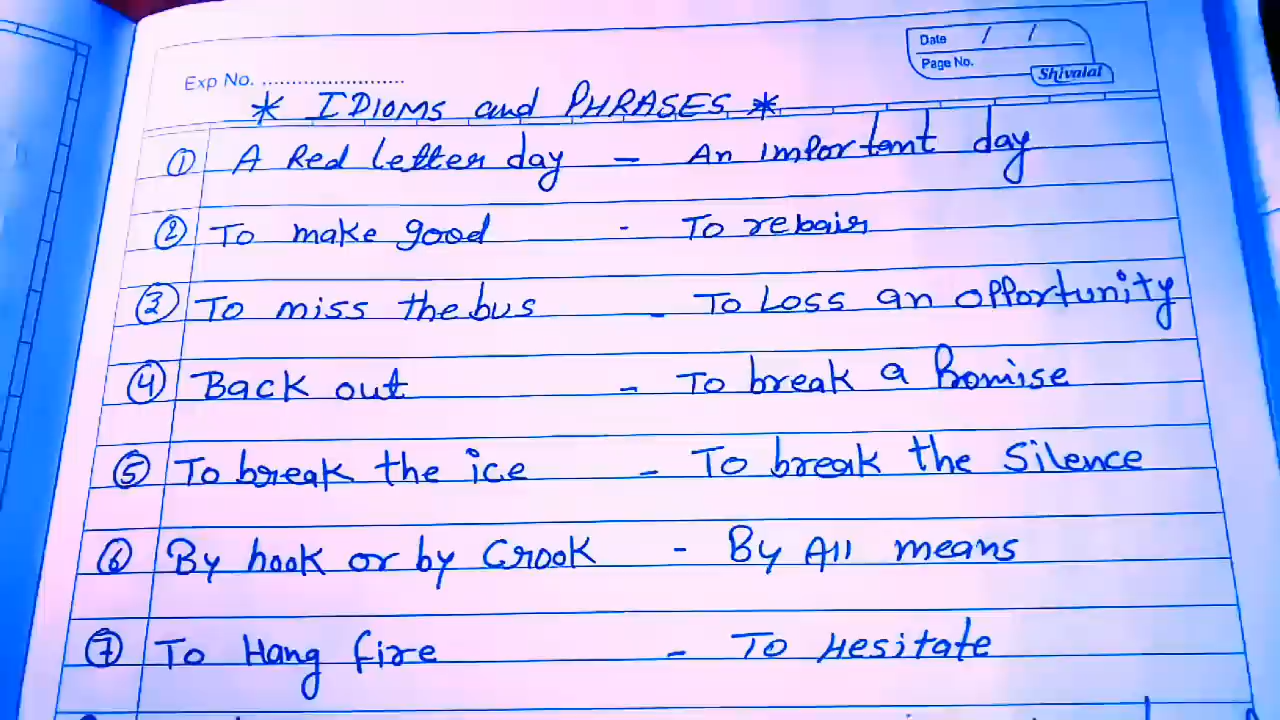 Date / /
Page No.
Shivalal
Exp No. ........................
* IDIOMS and PHRASES *
① A Red letter day – An important day
② To make good - To repair
③ To miss the bus - To Loss an opportunity
④ Back out - To break a Promise
⑤ To break the ice - To break the Silence
⑥ By hook or by Crook - By All means
⑦ To Hang fire - To Hesitate